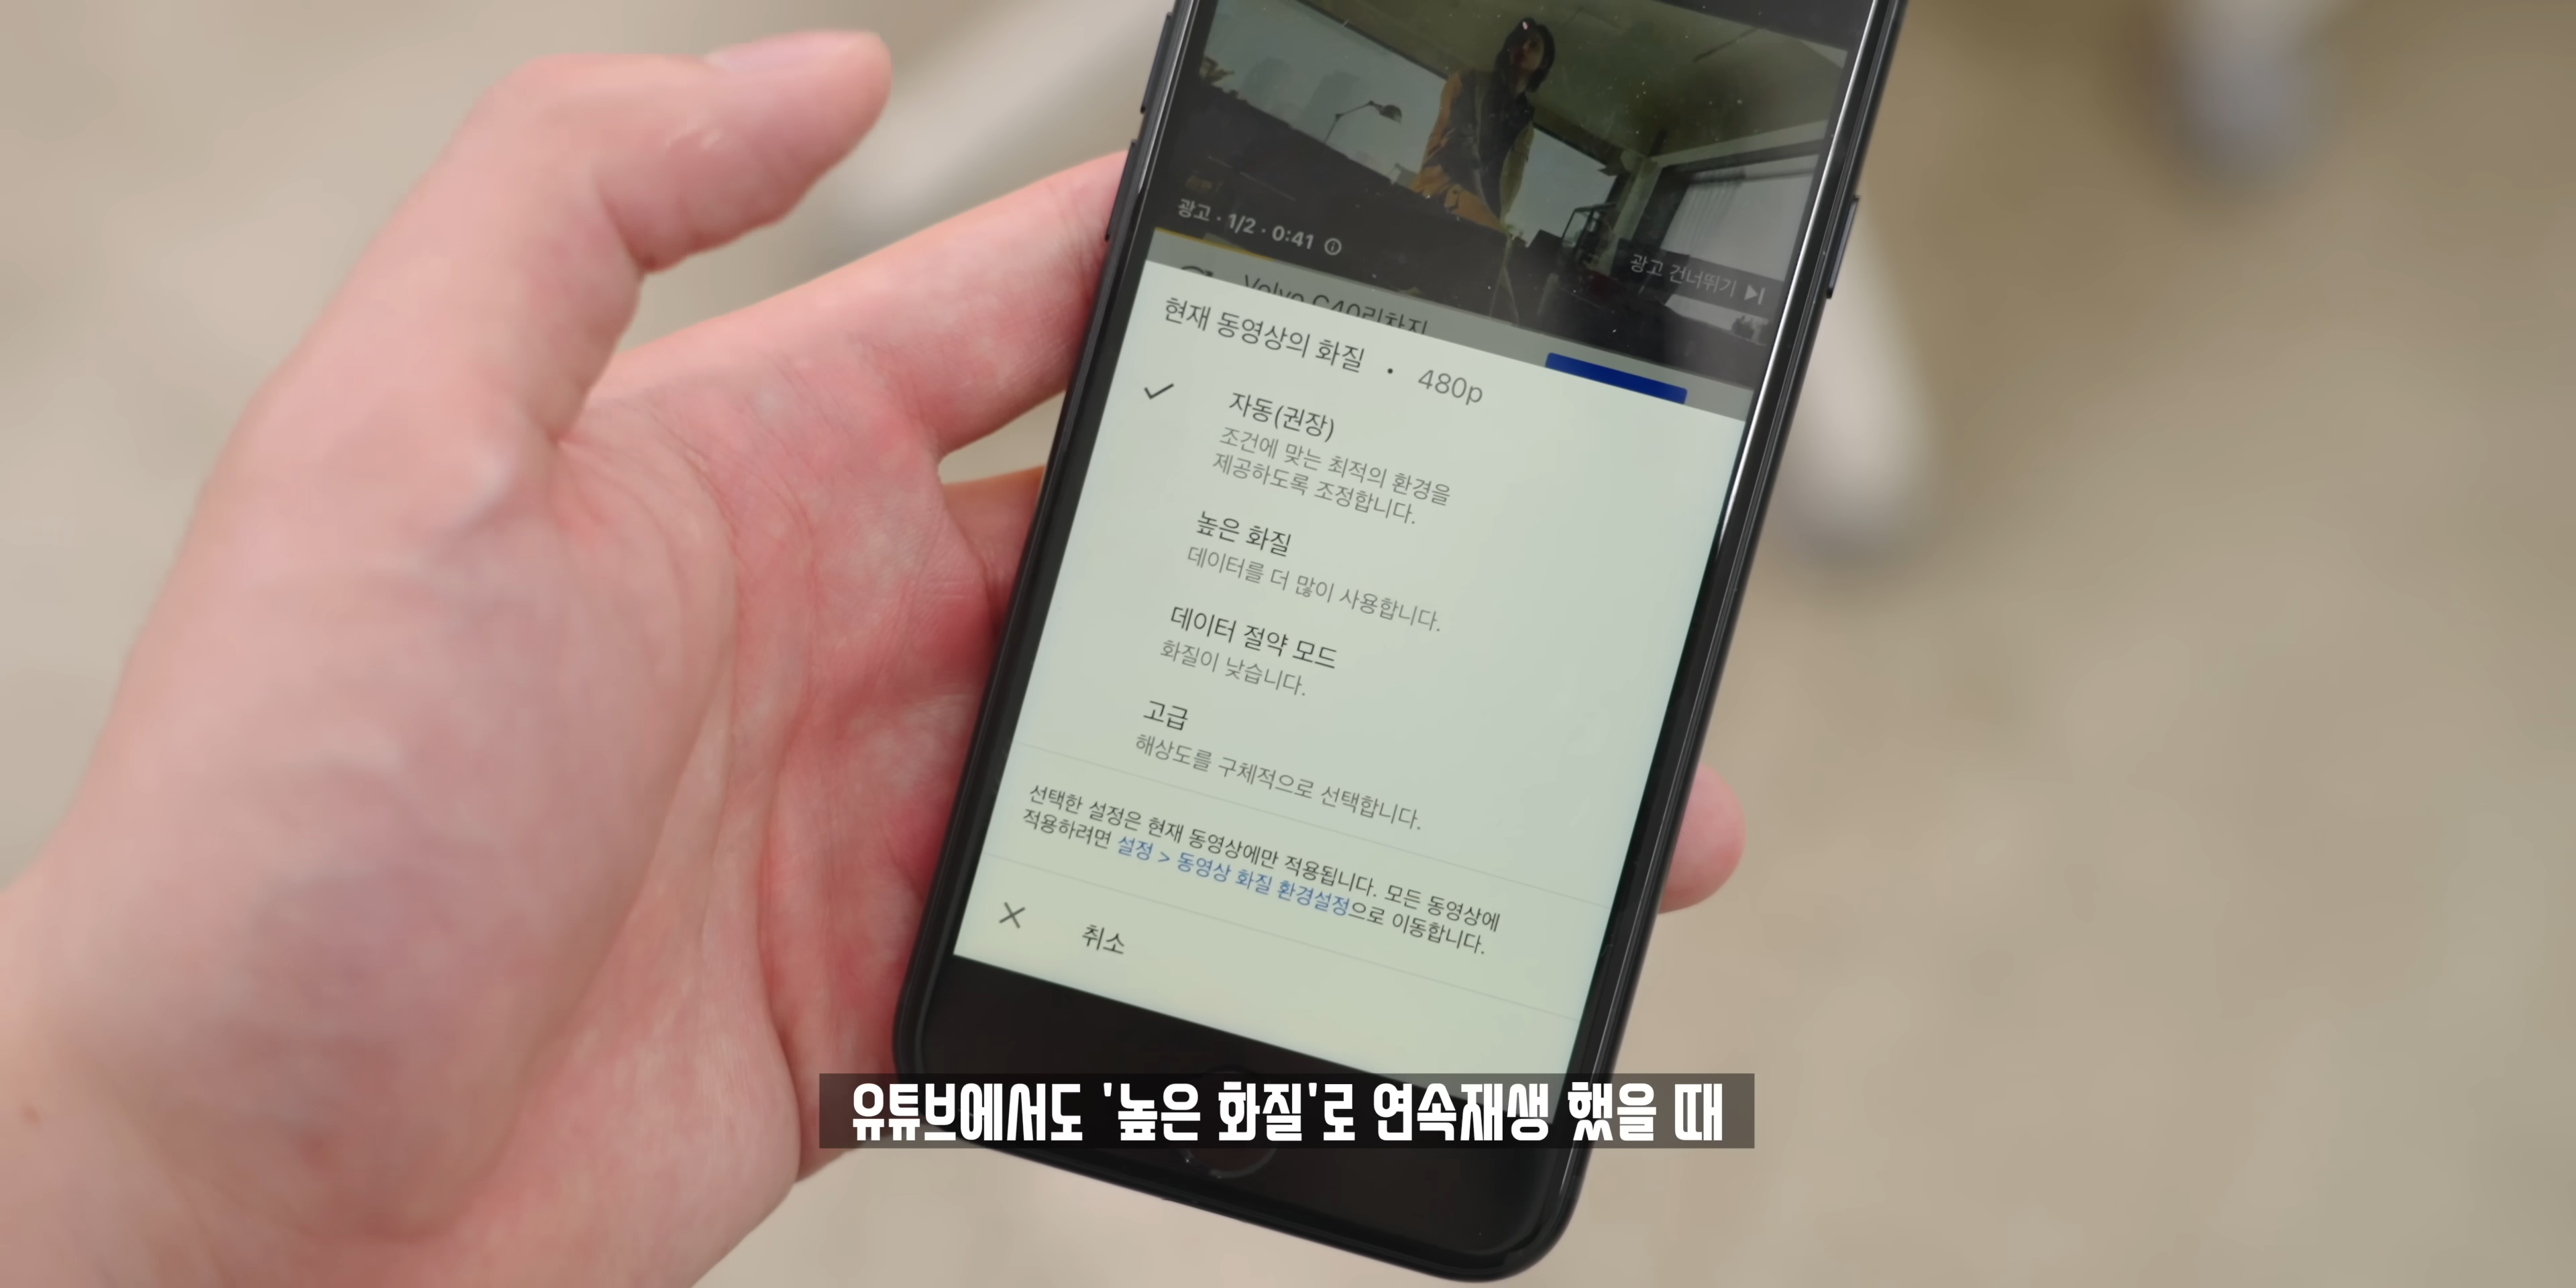 광고 · 1/2 · 0:41
광고 건너뛰기
Volvo C40리차지
현재 동영상의 화질 · 480p
자동(권장)
조건에 맞는 최적의 환경을
제공하도록 조정합니다.
높은 화질
데이터를 더 많이 사용합니다.
데이터 절약 모드
화질이 낮습니다.
고급
해상도를 구체적으로 선택합니다.
선택한 설정은 현재 동영상에만 적용됩니다. 모든 동영상에
적용하려면 설정 > 동영상 화질 환경설정으로 이동합니다.
취소
유튜브에서도 '높은 화질'로 연속재생 했을 때